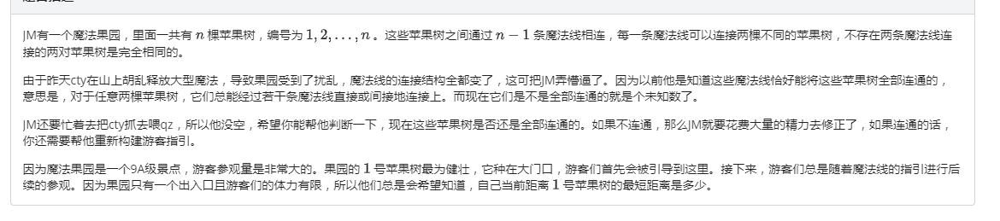 JM有一个魔法果园，里面一共有 n 棵苹果树，编号为 1, 2, . . . , n 。这些苹果树之间通过 n − 1 条魔法线相连，每一条魔法线可以连接两棵不同的苹果树，不存在两条魔法线连
接的两对苹果树是完全相同的。
由于昨天cty在山上胡乱释放大型魔法，导致果园受到了扰乱，魔法线的连接结构全都变了，这可把JM弄懵逼了。因为以前他是知道这些魔法线恰好能将这些苹果树全部连通的，
意思是，对于任意两棵苹果树，它们总能经过若干条魔法线直接或间接地连接上。而现在它们是不是全部连通的就是个未知数了。
JM还要忙着去把cty抓去喂qz，所以他没空，希望你能帮他判断一下，现在这些苹果树是否还是全部连通的。如果不连通，那么JM就要花费大量的精力去修正了，如果连通的话，
你还需要帮他重新构建游客指引。
因为魔法果园是一个9A级景点，游客参观量是非常大的。果园的 1 号苹果树最为健壮，它种在大门口，游客们首先会被引导到这里。接下来，游客们总是随着魔法线的指引进行后
续的参观。因为果园只有一个出入口且游客们的体力有限，所以他们总是会希望知道，自己当前距离 1 号苹果树的最短距离是多少。